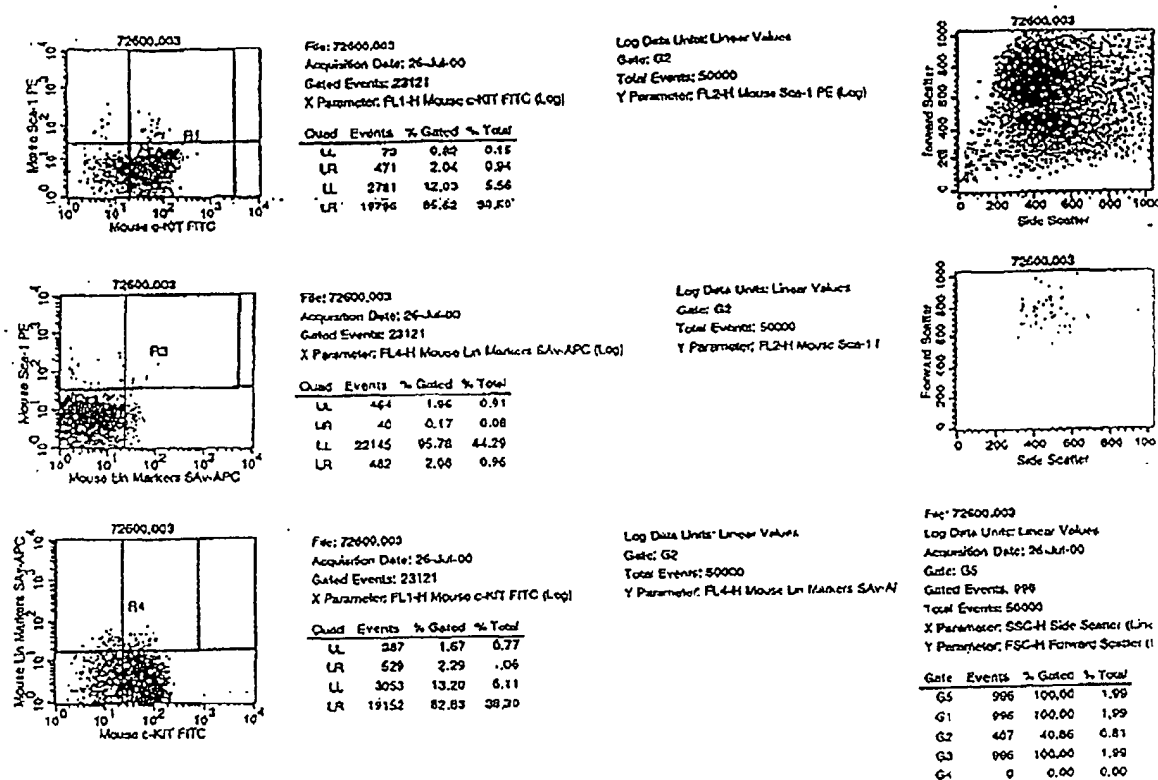 72600.003
Mouse Sca-1 PE
R1
Mouse c-KIT FITC
File: 72600.003
Acquisition Date: 26-Jul-00
Gated Events: 23121
X Parameter: FL1-H Mouse c-KIT FITC (Log)
Log Data Units: Linear Values
Gate: G2
Total Events: 50000
Y Parameter: FL2-H Mouse Sca-1 PE (Log)
Quad Events % Gated % Total
LR 471 2.04 0.94
LL 2781 12.03 5.56
LR 19796 85.62
72600.003
Forward Scatter
Side Scatter
72600.003
Mouse Sca-1 PE
R3
Mouse Lin Markers SAv-APC
File: 72600.003
Acquisition Date: 26-Jul-00
Gated Events: 23121
X Parameter: FL4-H Mouse Lin Markers SAv-APC (Log)
Log Data Units: Linear Values
Gate: G2
Total Events: 50000
Y Parameter: FL2-H Mouse Sca-1
Quad Events % Gated % Total
UL 1.96 0.91
UR 40 0.17 0.08
LL 22145 95.78 44.29
LR 482 2.08 0.96
72600.003
Forward Scatter
Side Scatter
72600.003
Mouse Lin Markers SAv-APC
R4
Mouse c-KIT FITC
File: 72600.003
Acquisition Date: 26-Jul-00
Gated Events: 23121
X Parameter: FL1-H Mouse c-KIT FITC (Log)
Log Data Units: Linear Values
Gate: G2
Total Events: 50000
Y Parameter: FL4-H Mouse Lin Markers SAv-A
Quad Events % Gated % Total
UL 387 1.67 0.77
UR 529 2.29 1.06
LL 3053 13.20 6.11
LR 19152 82.83 38.30
File: 72600.003
Log Data Units: Linear Values
Acquisition Date: 26-Jul-00
Gate: G5
Gated Events: 996
Total Events: 50000
X Parameter: SSC-H Side Scatter (Line
Y Parameter: FSC-H Forward Scatter (
Gate Events % Gated % Total
G5 996 100.00 1.99
G1 996 100.00 1.99
G2 407 40.86 0.81
G3 996 100.00 1.99
G4 0 0.00 0.00